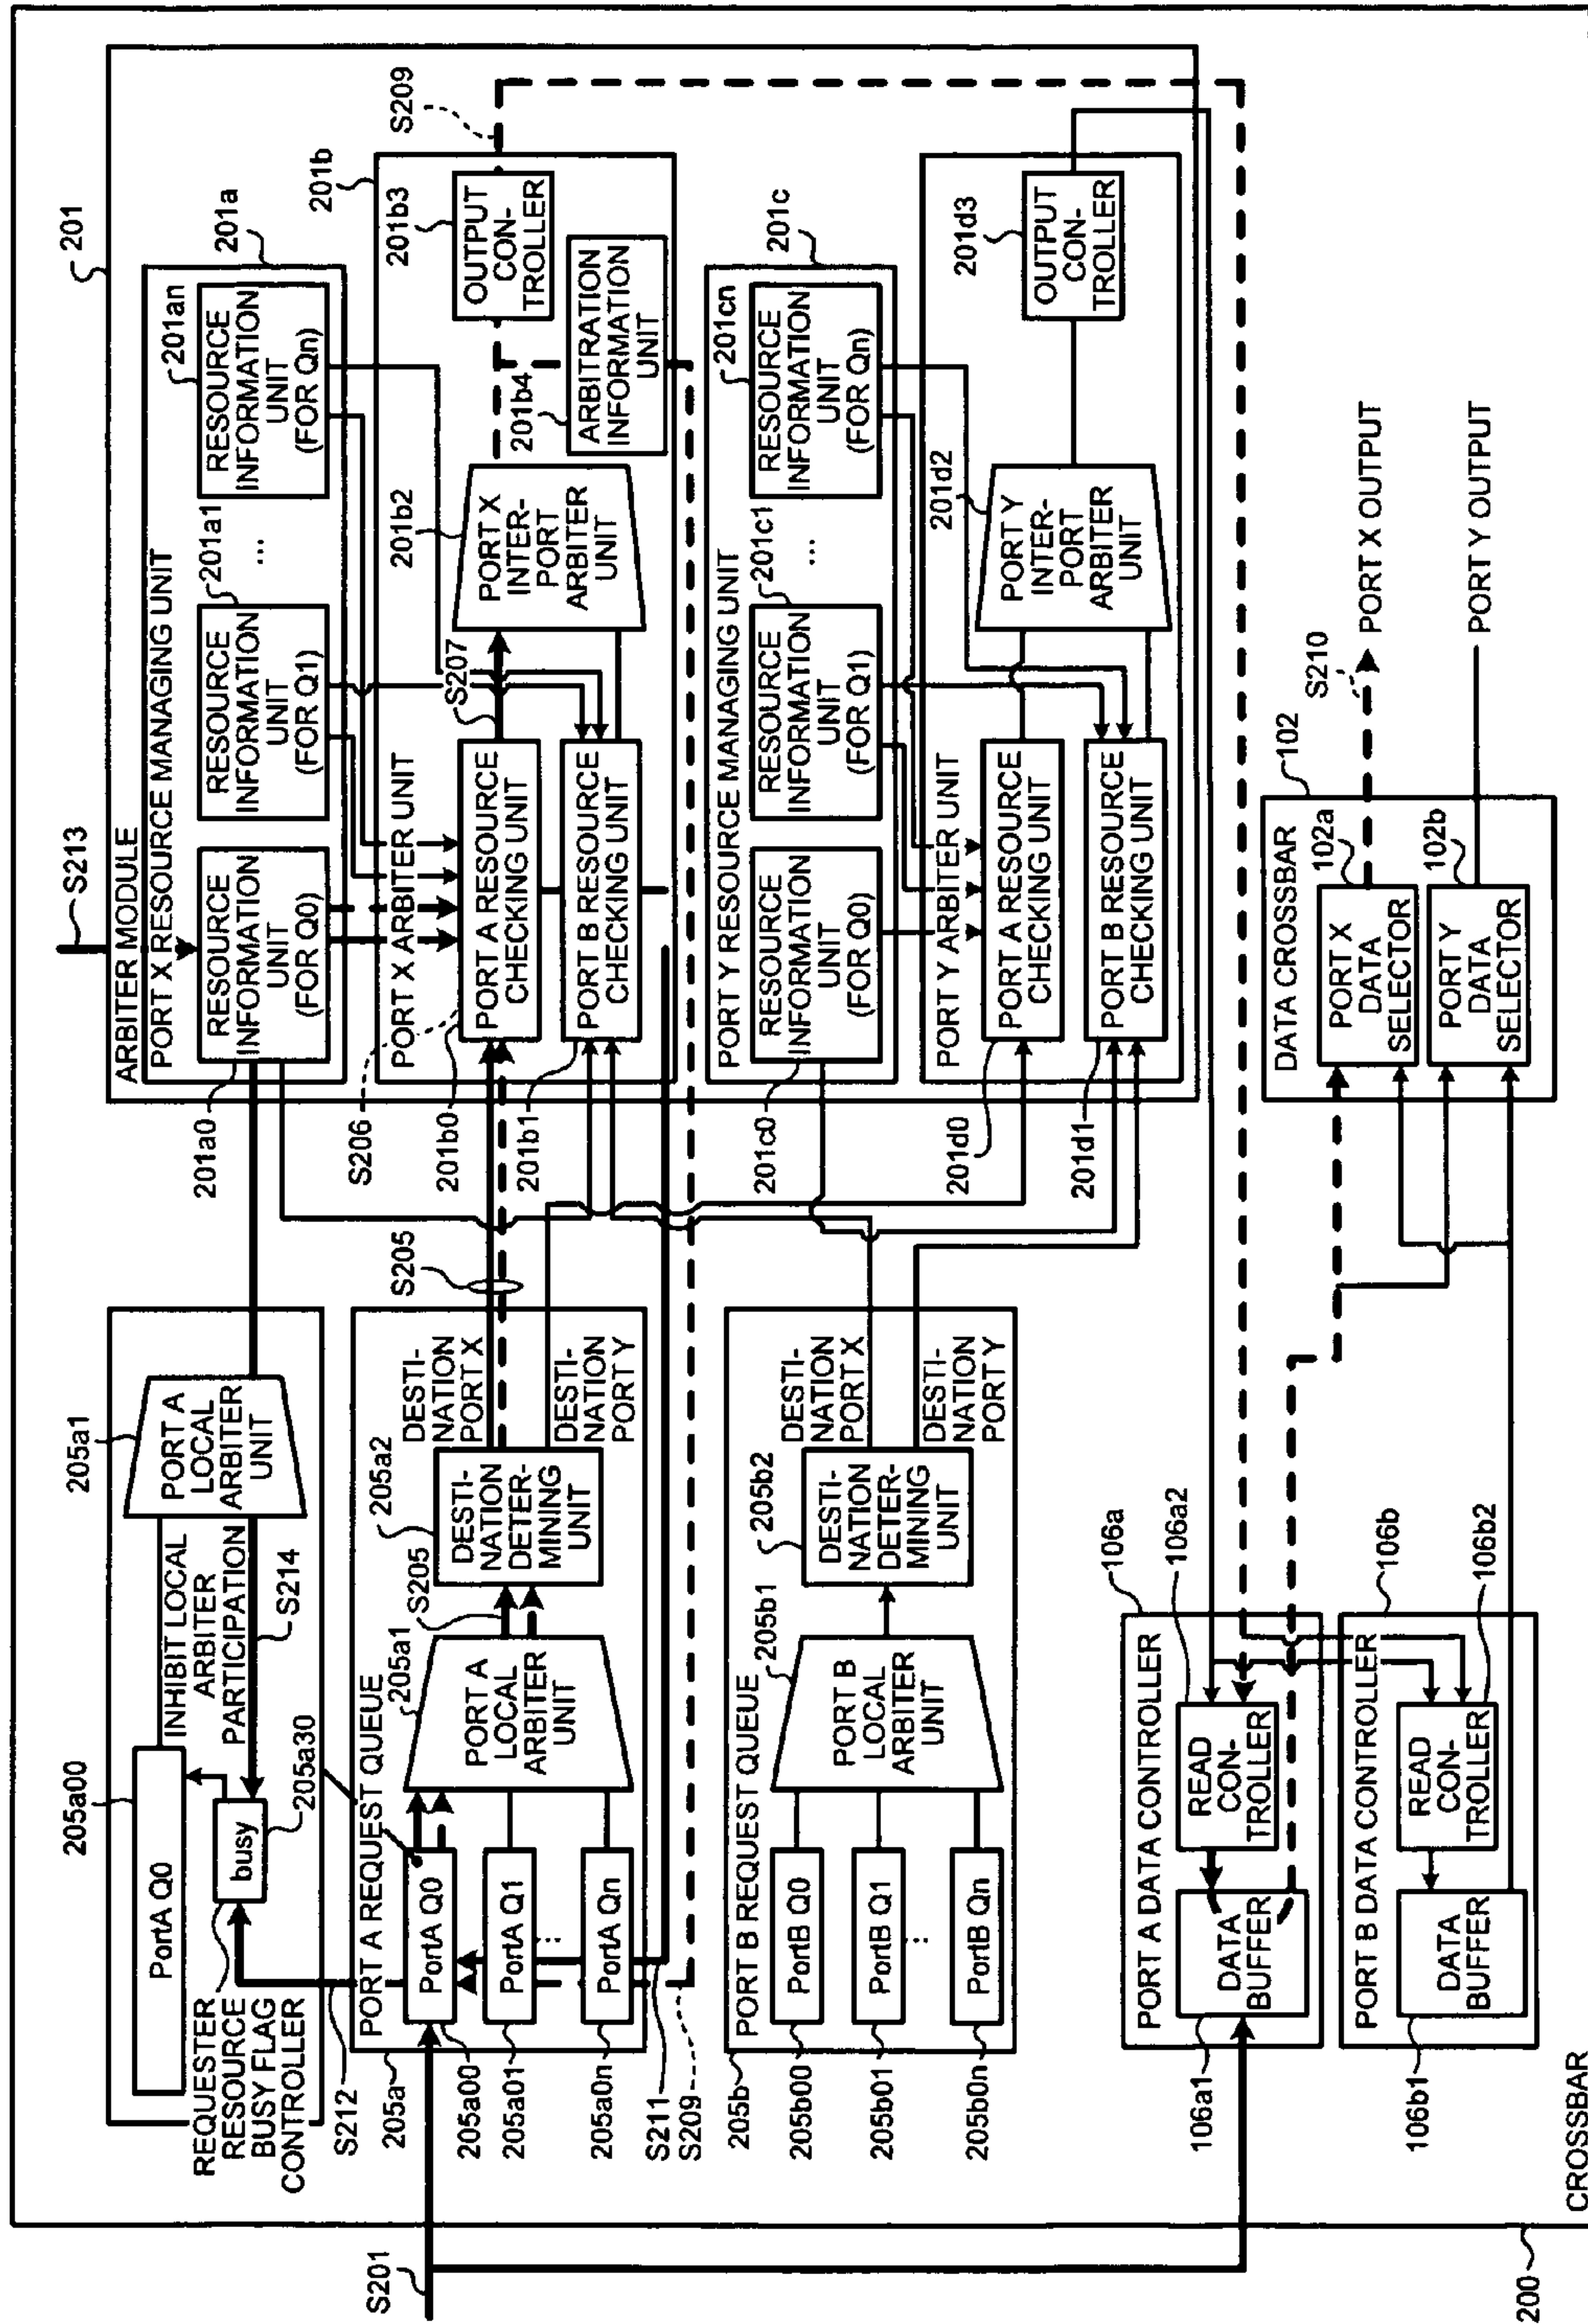 CROSSBAR
200
S201
205a00
PortA Q0
busy
205a30
REQUESTER
RESOURCE
BUSY FLAG
CONTROLLER
INHIBIT LOCAL
ARBITER
PARTICIPATION
S214
205a1
PORT A
LOCAL
ARBITER
UNIT
S212
PORT A REQUEST QUEUE
205a
205a00
205a01
205a0n
PortA Q0
PortA Q1
...
PortA Qn
S211
S209
205a1
PORT A
LOCAL
ARBITER
UNIT
S205
205a2
DESTI-
NATION
DETER-
MINING
UNIT
DESTI-
NATION
PORT X
DESTI-
NATION
PORT Y
S205
PORT B REQUEST QUEUE
205b
205b00
205b01
205b0n
PortB Q0
PortB Q1
...
PortB Qn
205b1
PORT B
LOCAL
ARBITER
UNIT
205b2
DESTI-
NATION
DETER-
MINING
UNIT
DESTI-
NATION
PORT X
DESTI-
NATION
PORT Y
PORT A DATA CONTROLLER
106a
106a1
DATA
BUFFER
106a2
READ
CON-
TROLLER
PORT B DATA CONTROLLER
106b
106b1
DATA
BUFFER
106b2
READ
CON-
TROLLER
S213
201
ARBITER MODULE
PORT X RESOURCE MANAGING UNIT
201a
201a0
RESOURCE
INFORMATION
UNIT
(FOR Q0)
201a1
RESOURCE
INFORMATION
UNIT
(FOR Q1)
...
201an
RESOURCE
INFORMATION
UNIT
(FOR Qn)
PORT X ARBITER UNIT
201b
S206
201b0
PORT A RESOURCE
CHECKING UNIT
201b1
PORT B RESOURCE
CHECKING UNIT
S207
201b2
PORT X
INTER-
PORT
ARBITER
UNIT
201b3
OUTPUT
CON-
TROLLER
201b4
ARBITRATION
INFORMATION
UNIT
S209
PORT Y RESOURCE MANAGING UNIT
201c
201c0
RESOURCE
INFORMATION
UNIT
(FOR Q0)
201c1
RESOURCE
INFORMATION
UNIT
(FOR Q1)
...
201cn
RESOURCE
INFORMATION
UNIT
(FOR Qn)
PORT Y ARBITER UNIT
201d0
PORT A RESOURCE
CHECKING UNIT
201d1
PORT B RESOURCE
CHECKING UNIT
201d2
PORT Y
INTER-
PORT
ARBITER
UNIT
201d3
OUTPUT
CON-
TROLLER
DATA CROSSBAR
102
102a
PORT X
DATA
SELECTOR
102b
PORT Y
DATA
SELECTOR
S210
PORT X OUTPUT
PORT Y OUTPUT